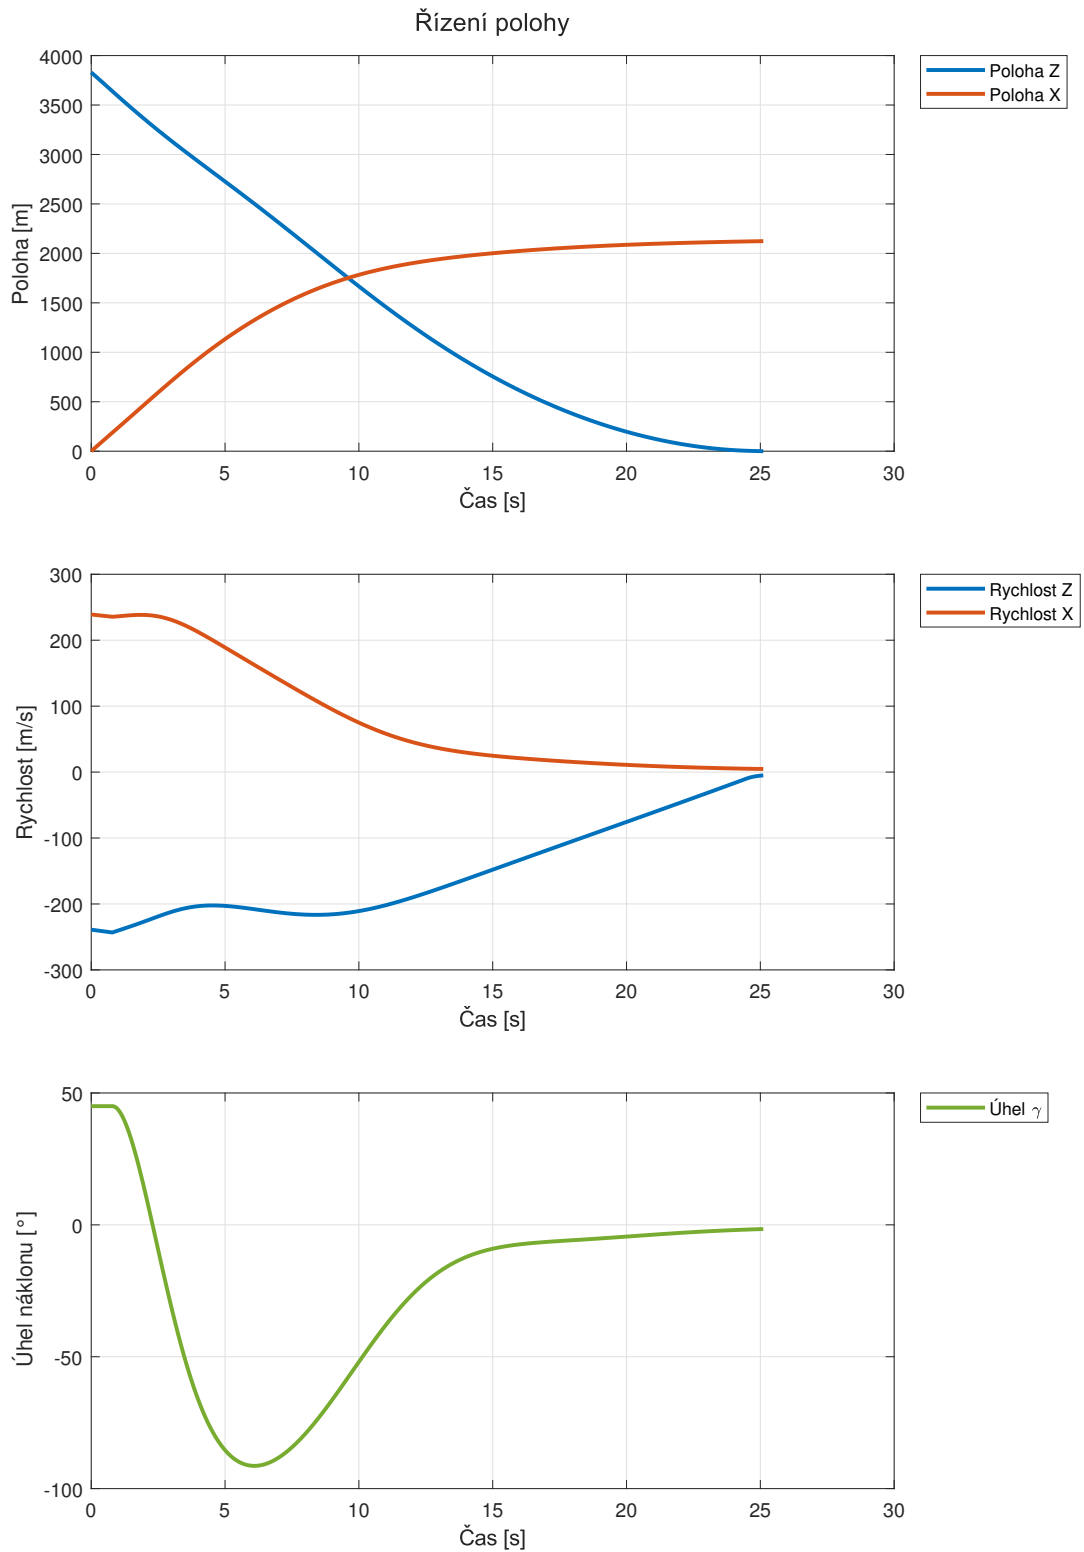 Řízení polohy
4000
3500
3000
2500
2000
1500
1000
500
0
Poloha [m]
0 5 10 15 20 25 30
Čas [s]
Poloha Z
Poloha X
300
200
100
0
-100
-200
-300
Rychlost [m/s]
0 5 10 15 20 25 30
Čas [s]
Rychlost Z
Rychlost X
50
0
-50
-100
Úhel náklonu [°]
0 5 10 15 20 25 30
Čas [s]
Úhel γ